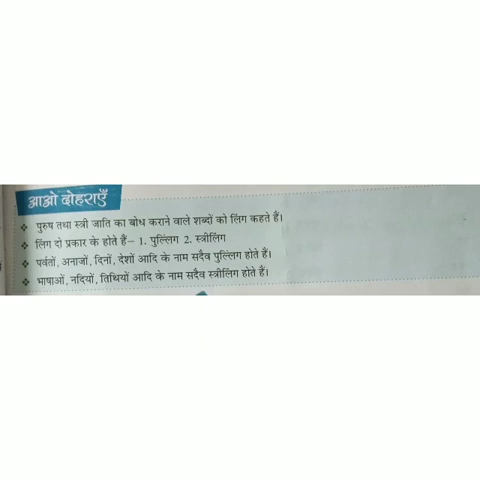 आओ दोहराएँ
❖ पुरुष तथा स्त्री जाति का बोध कराने वाले शब्दों को लिंग कहते हैं।
❖ लिंग दो प्रकार के होते हैं– 1. पुल्लिंग 2. स्त्रीलिंग
❖ पर्वतों, अनाजों, दिनों, देशों आदि के नाम सदैव पुल्लिंग होते हैं।
❖ भाषाओं, नदियों, तिथियों आदि के नाम सदैव स्त्रीलिंग होते हैं।